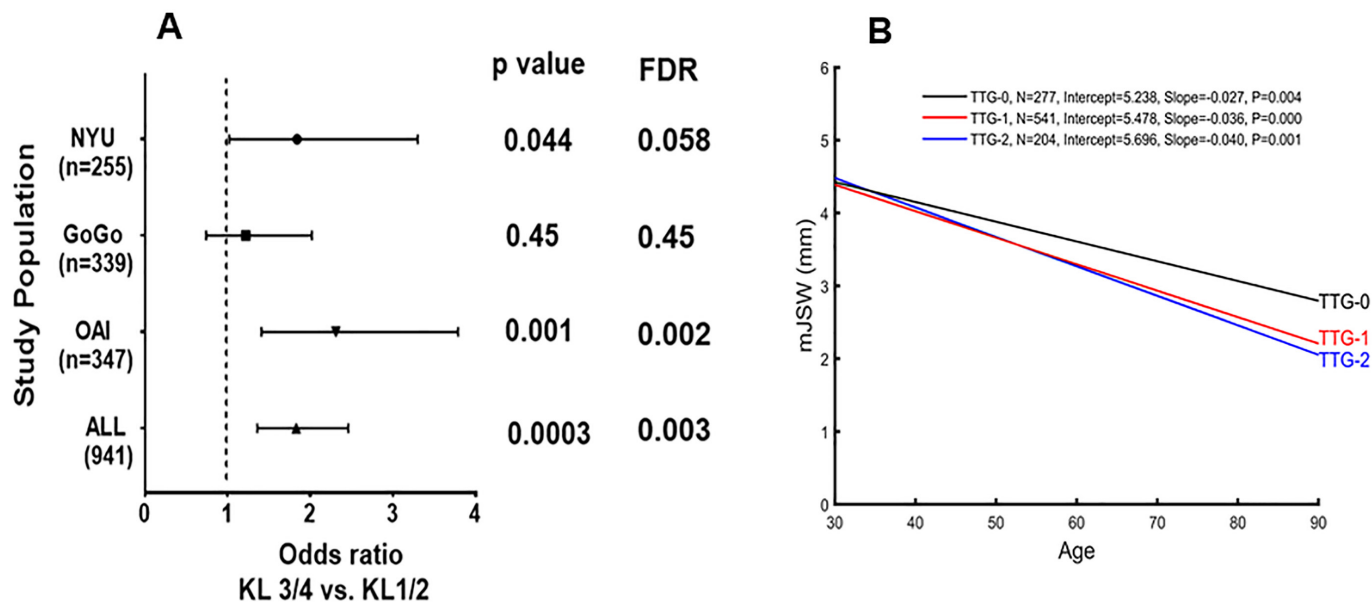 A
p value
FDR
Study Population
NYU
(n=255)
0.044
0.058
GoGo
(n=339)
0.45
0.45
OAI
(n=347)
0.001
0.002
ALL
(941)
0.0003
0.003
0
1
2
3
4
Odds ratio
KL 3/4 vs. KL1/2
B
TTG-0, N=277, Intercept=5.238, Slope=-0.027, P=0.004
TTG-1, N=541, Intercept=5.478, Slope=-0.036, P=0.000
TTG-2, N=204, Intercept=5.696, Slope=-0.040, P=0.001
mJSW (mm)
6
5
4
3
2
1
0
TTG-0
TTG-1
TTG-2
30
40
50
60
70
80
90
Age